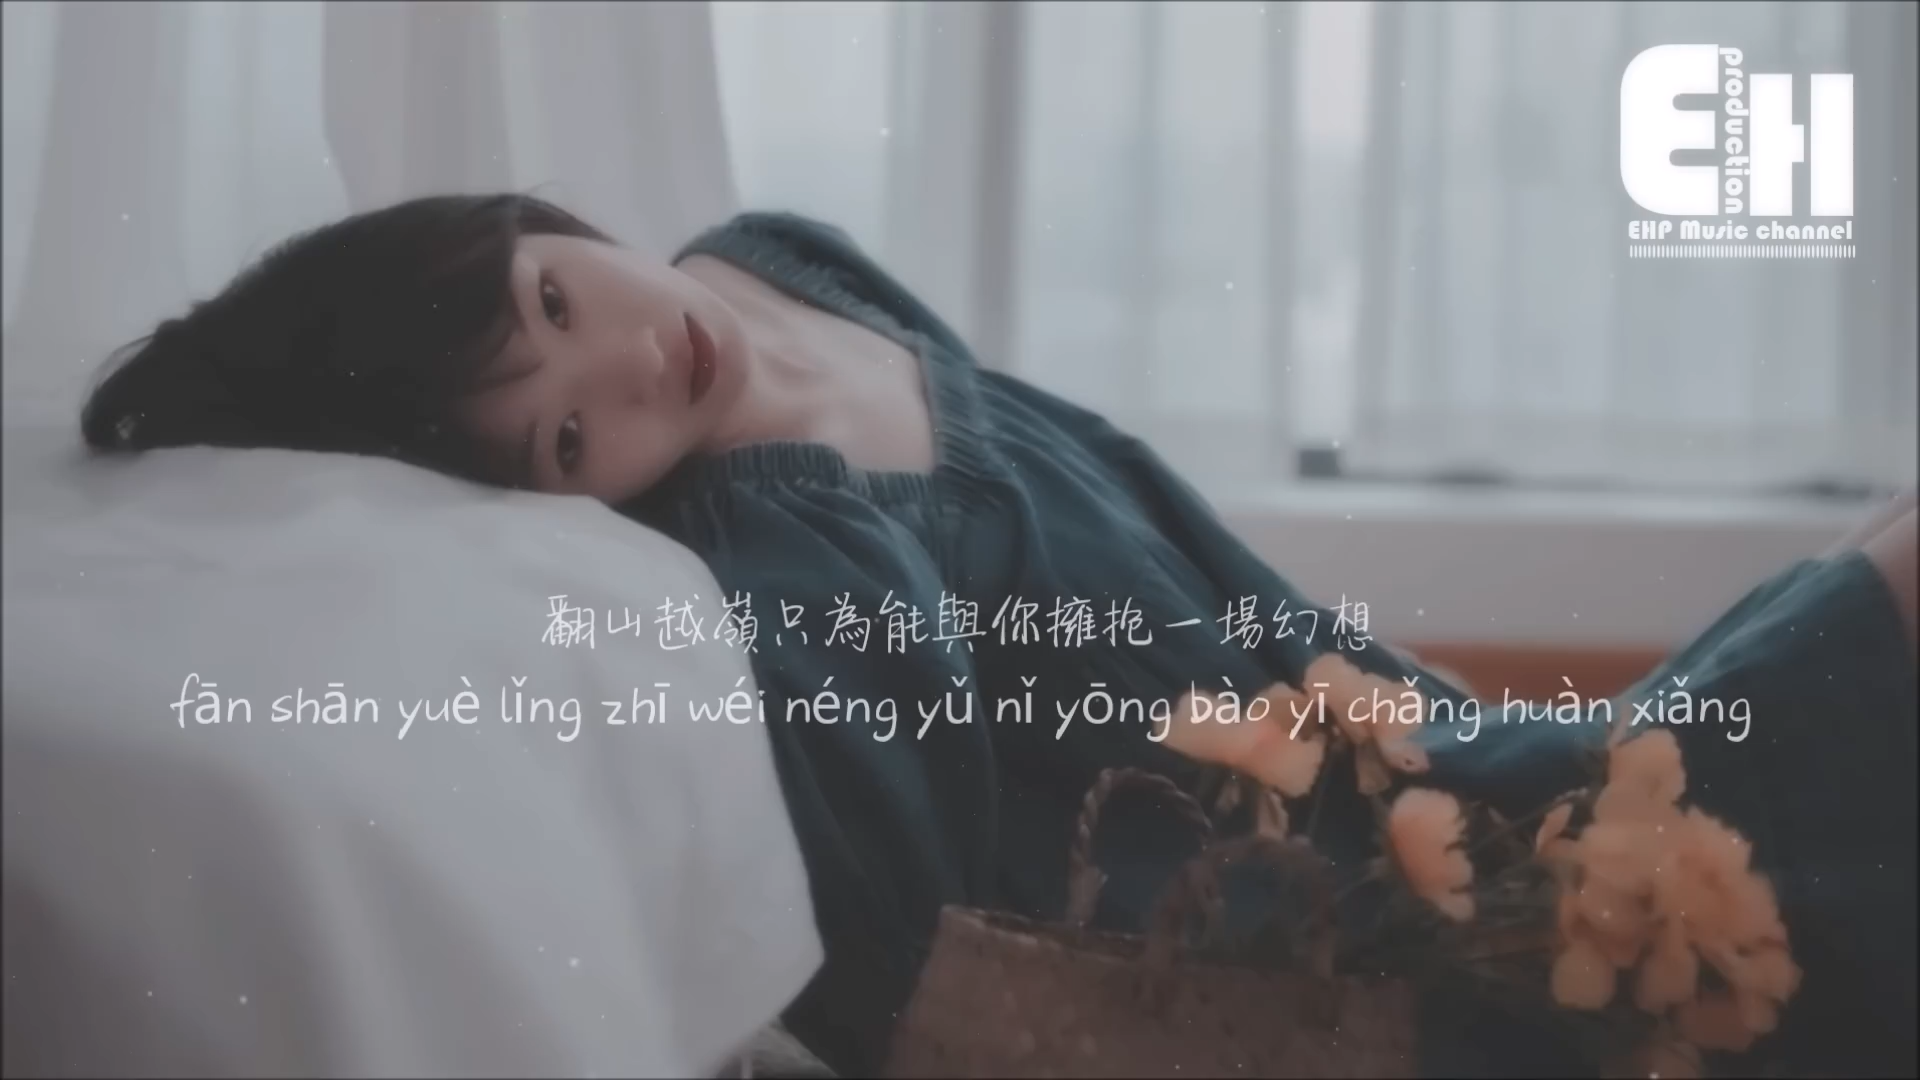 EH
production
EHP Music channel
翻山越嶺只為能與你擁抱一場幻想
fān shān yuè lǐng zhī wéi néng yǔ nǐ yōng bào yī chǎng huàn xiǎng